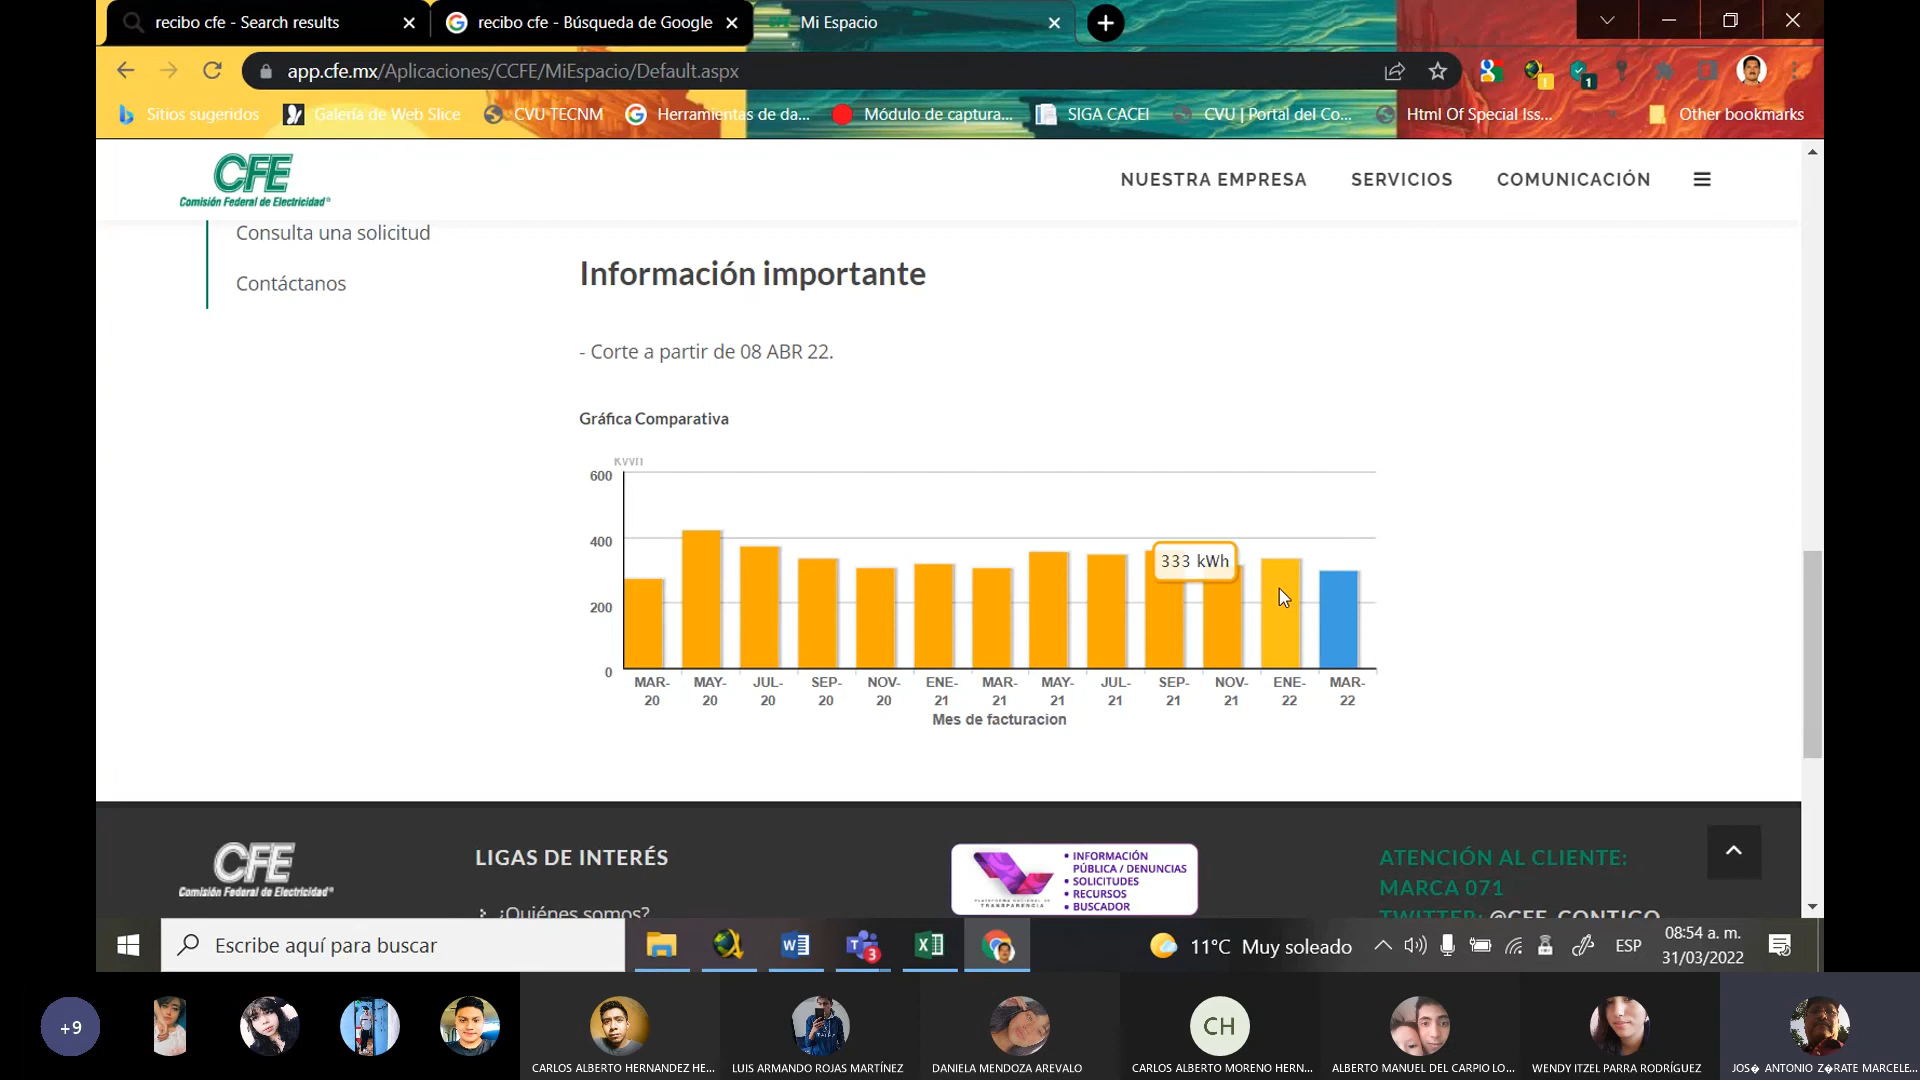 recibo cfe - Search results
recibo cfe - Búsqueda de Google
Mi Espacio
app.cfe.mx/Aplicaciones/CCFE/MiEspacio/Default.aspx
Sitios sugeridos
Galería de Web Slice
CVU TECNM
Herramientas de da...
Módulo de captura...
SIGA CACEI
CVU | Portal del Co...
Html Of Special Iss...
Other bookmarks
CFE
Comisión Federal de Electricidad®
NUESTRA EMPRESA
SERVICIOS
COMUNICACIÓN
Consulta una solicitud
Contáctanos
Información importante
- Corte a partir de 08 ABR 22.
Gráfica Comparativa
kWh
600
400
200
0
333 kWh
MAR-20
MAY-20
JUL-20
SEP-20
NOV-20
ENE-21
MAR-21
MAY-21
JUL-21
SEP-21
NOV-21
ENE-22
MAR-22
Mes de facturacion
CFE
Comisión Federal de Electricidad®
LIGAS DE INTERÉS
¿Quiénes somos?
PLATAFORMA NACIONAL DE
TRANSPARENCIA
• INFORMACIÓN
PÚBLICA / DENUNCIAS
• SOLICITUDES
• RECURSOS
• BUSCADOR
ATENCIÓN AL CLIENTE:
MARCA 071
TWITTER: @CFE_CONTIGO
Escribe aquí para buscar
3
11°C Muy soleado
ESP
08:54 a. m.
31/03/2022
+9
CARLOS ALBERTO HERNANDEZ HE...
LUIS ARMANDO ROJAS MARTÍNEZ
DANIELA MENDOZA AREVALO
CH
CARLOS ALBERTO MORENO HERN...
ALBERTO MANUEL DEL CARPIO LO...
WENDY ITZEL PARRA RODRÍGUEZ
JOS� ANTONIO Z�RATE MARCELE...